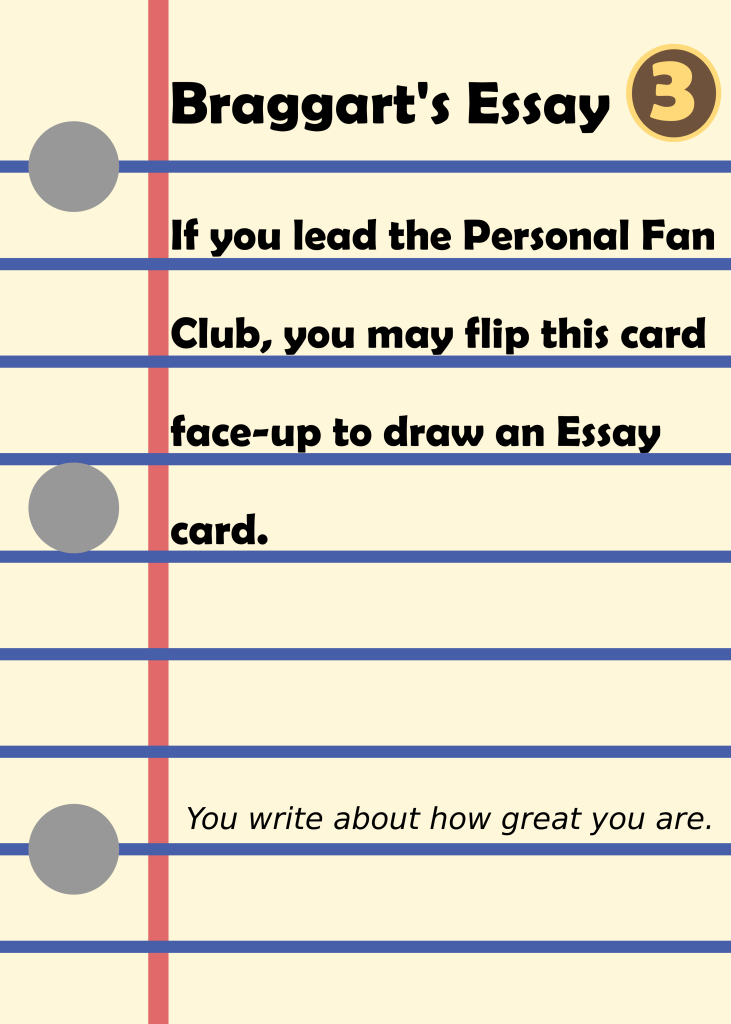 Braggart's Essay 3
If you lead the Personal Fan
Club, you may flip this card
face-up to draw an Essay
card.
You write about how great you are.